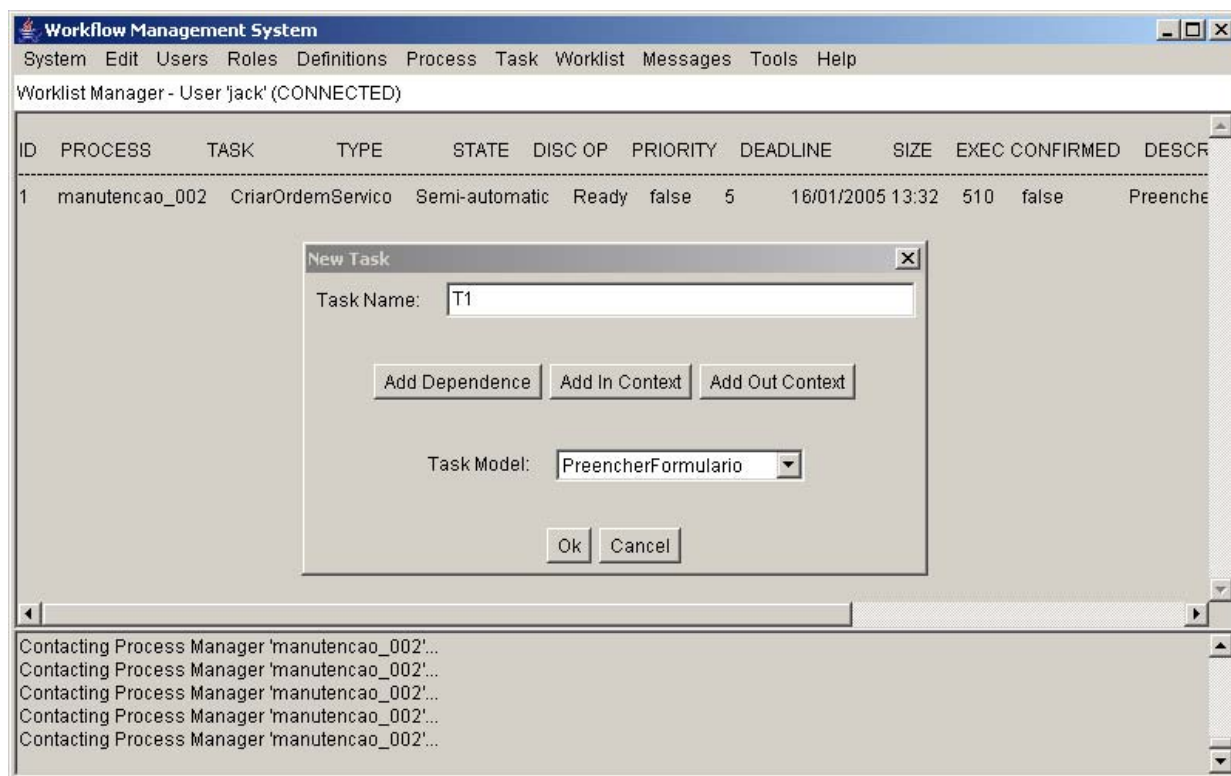 Workflow Management System
System Edit Users Roles Definitions Process Task Worklist Messages Tools Help
Worklist Manager - User 'jack' (CONNECTED)
ID PROCESS TASK TYPE STATE DISC OP PRIORITY DEADLINE SIZE EXEC CONFIRMED DESCR
1 manutencao_002 CriarOrdemServico Semi-automatic Ready false 5 16/01/2005 13:32 510 false Preenche
New Task
Task Name: T1
Add Dependence Add In Context Add Out Context
Task Model: PreencherFormulario
Ok Cancel
Contacting Process Manager 'manutencao_002'...
Contacting Process Manager 'manutencao_002'...
Contacting Process Manager 'manutencao_002'...
Contacting Process Manager 'manutencao_002'...
Contacting Process Manager 'manutencao_002'...